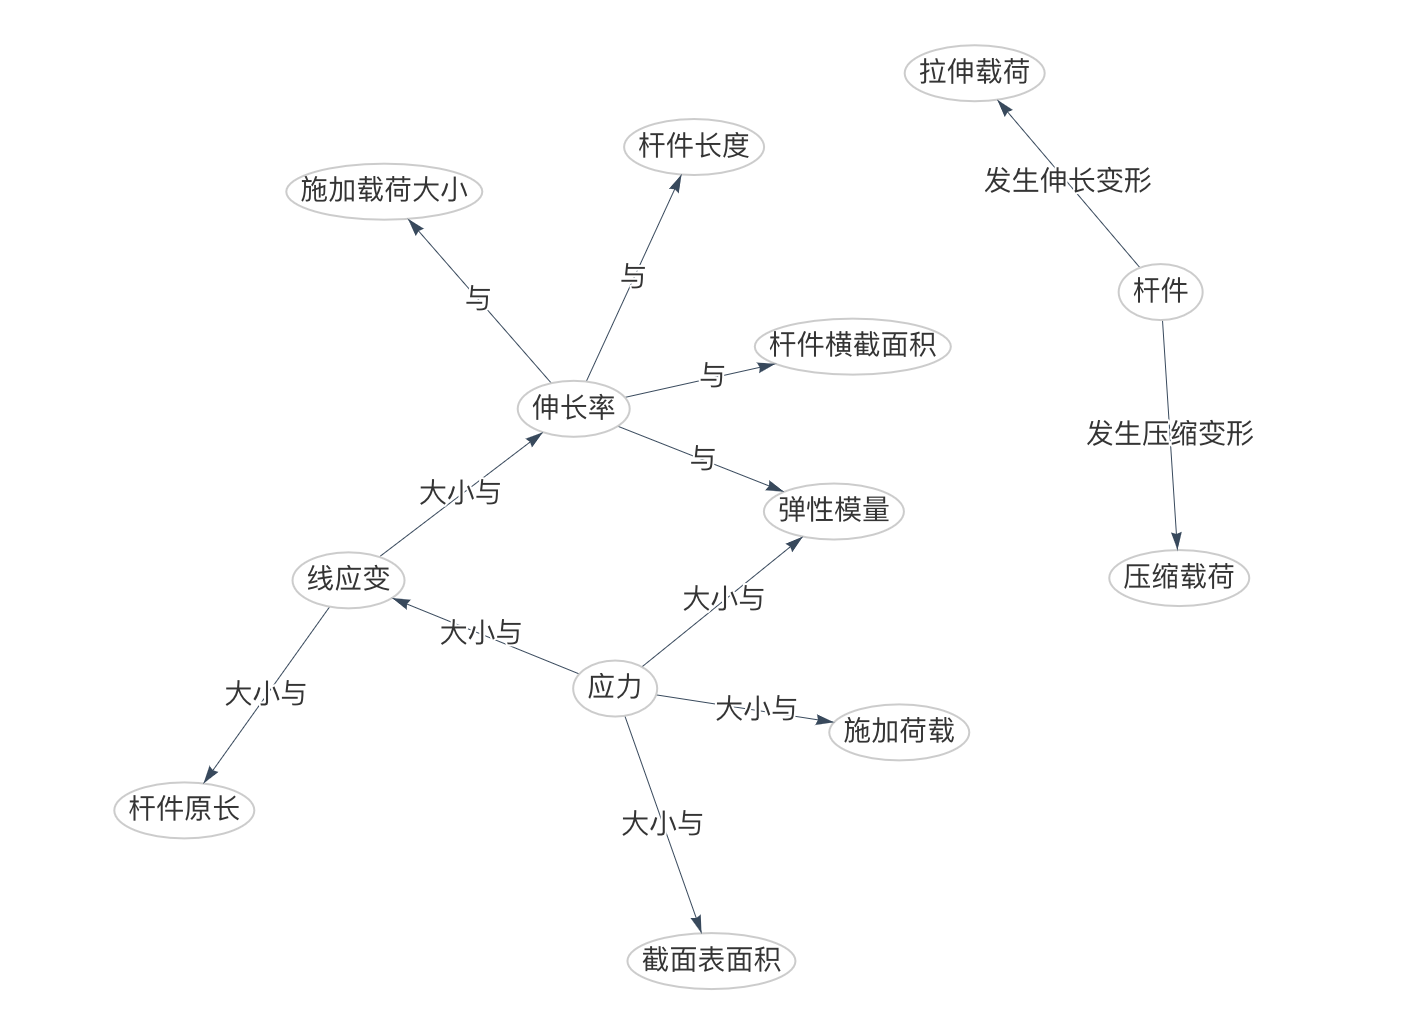 拉伸载荷
杆件长度
施加载荷大小
发生伸长变形
与
杆件
与
杆件横截面积
与
伸长率
发生压缩变形
与
大小与
弹性模量
线应变
压缩载荷
大小与
大小与
应力
大小与
大小与
施加荷载
杆件原长
大小与
截面表面积